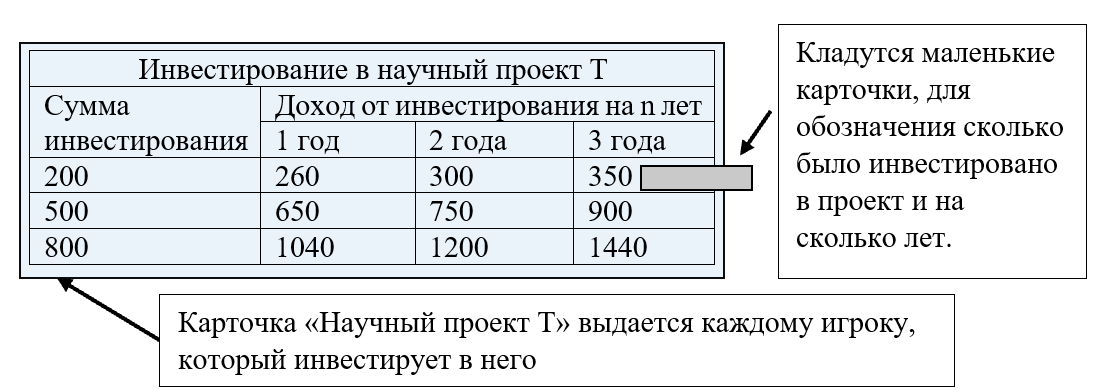 Инвестирование в научный проект Т
Сумма инвестирования
Доход от инвестирования на n лет
1 год 2 года 3 года
200 260 300 350
500 650 750 900
800 1040 1200 1440
Кладутся маленькие
карточки, для
обозначения сколько
было инвестировано
в проект и на
сколько лет.
Карточка «Научный проект Т» выдается каждому игроку,
который инвестирует в него